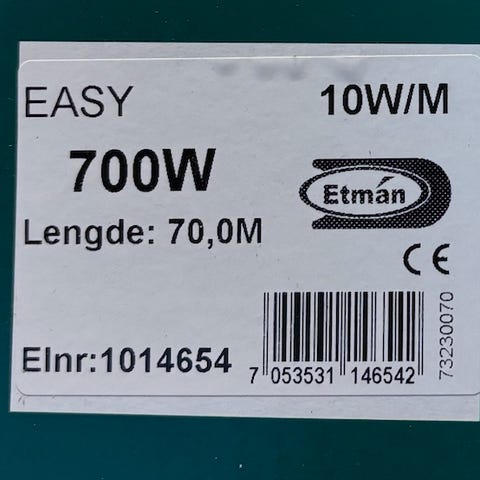 EASY 10W/M
700W
Etmán
Lengde: 70,0M
CE
73230070
Elnr:1014654
7 053531 146542